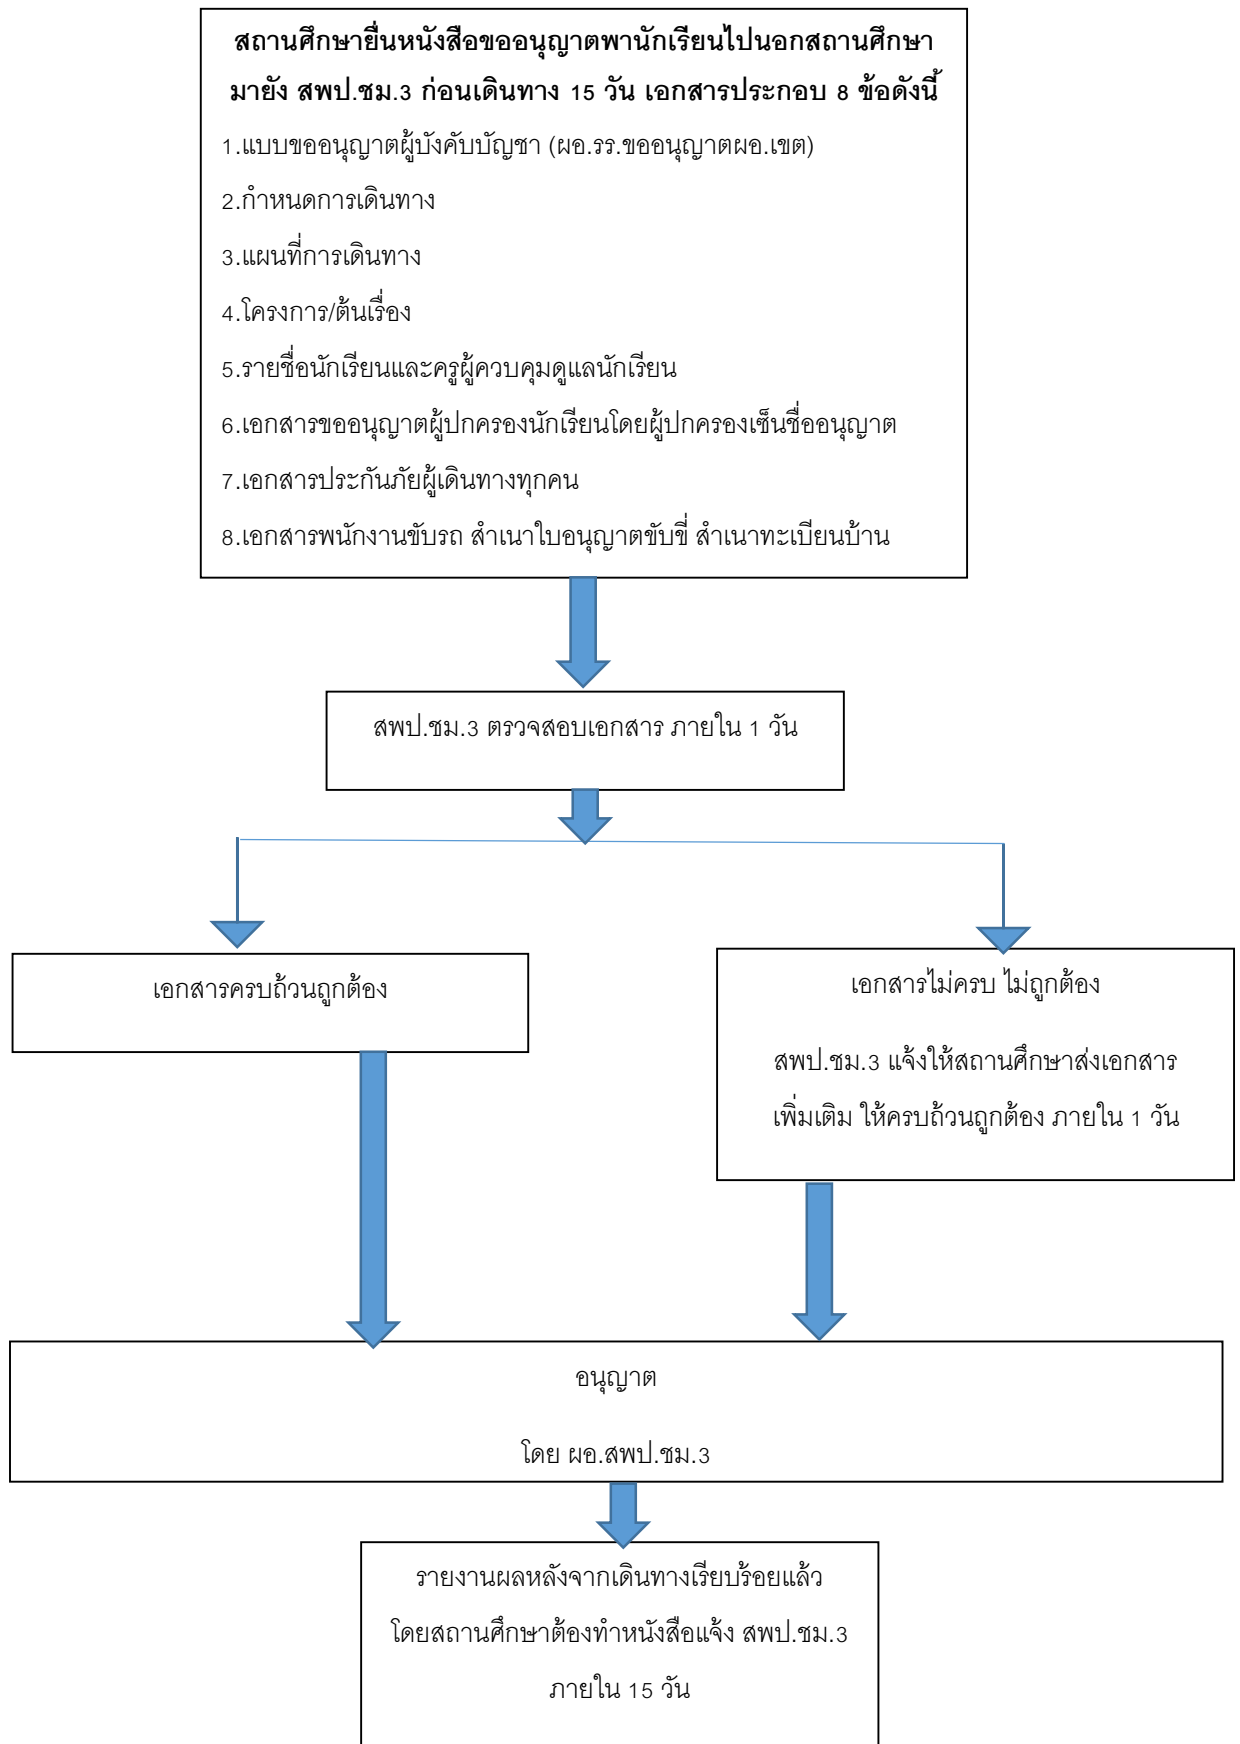 สถานศึกษายื่นหนังสือขออนุญาตพานักเรียนไปนอกสถานศึกษา
มายัง สพป.ชม.3 ก่อนเดินทาง 15 วัน เอกสารประกอบ 8 ข้อดังนี้
1.แบบขออนุญาตผู้บังคับบัญชา (ผอ.รร.ขออนุญาตผอ.เขต)
2.กำหนดการเดินทาง
3.แผนที่การเดินทาง
4.โครงการ/ต้นเรื่อง
5.รายชื่อนักเรียนและครูผู้ควบคุมดูแลนักเรียน
6.เอกสารขออนุญาตผู้ปกครองนักเรียนโดยผู้ปกครองเซ็นชื่ออนุญาต
7.เอกสารประกันภัยผู้เดินทางทุกคน
8.เอกสารพนักงานขับรถ สำเนาใบอนุญาตขับขี่ สำเนาทะเบียนบ้าน
สพป.ชม.3 ตรวจสอบเอกสาร ภายใน 1 วัน
เอกสารครบถ้วนถูกต้อง
เอกสารไม่ครบ ไม่ถูกต้อง
สพป.ชม.3 แจ้งให้สถานศึกษาส่งเอกสาร
เพิ่มเติม ให้ครบถ้วนถูกต้อง ภายใน 1 วัน
อนุญาต
โดย ผอ.สพป.ชม.3
รายงานผลหลังจากเดินทางเรียบร้อยแล้ว
โดยสถานศึกษาต้องทำหนังสือแจ้ง สพป.ชม.3
ภายใน 15 วัน